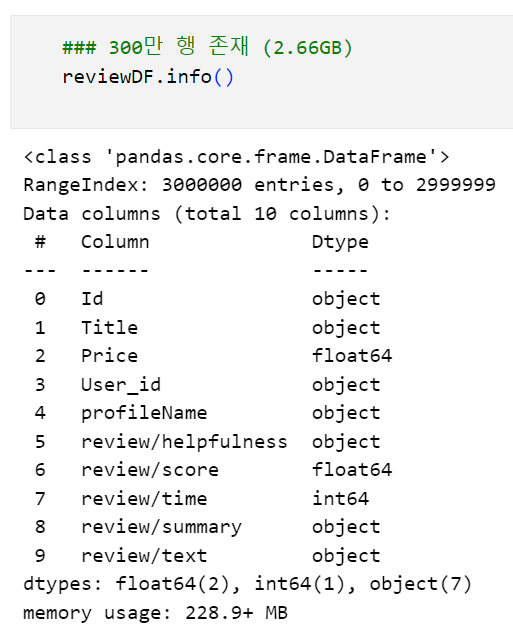 ### 300만 행 존재 (2.66GB)
reviewDF.info()
<class 'pandas.core.frame.DataFrame'>
RangeIndex: 3000000 entries, 0 to 2999999
Data columns (total 10 columns):
 #   Column              Dtype
---  ------              -----
 0   Id                  object
 1   Title               object
 2   Price               float64
 3   User_id             object
 4   profileName         object
 5   review/helpfulness  object
 6   review/score        float64
 7   review/time         int64
 8   review/summary      object
 9   review/text         object
dtypes: float64(2), int64(1), object(7)
memory usage: 228.9+ MB